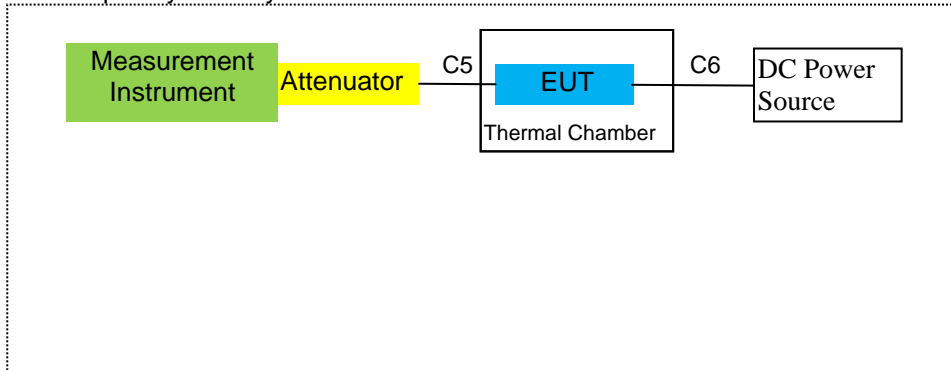 Measurement
Instrument
Attenuator
C5
EUT
Thermal Chamber
C6
DC Power
Source